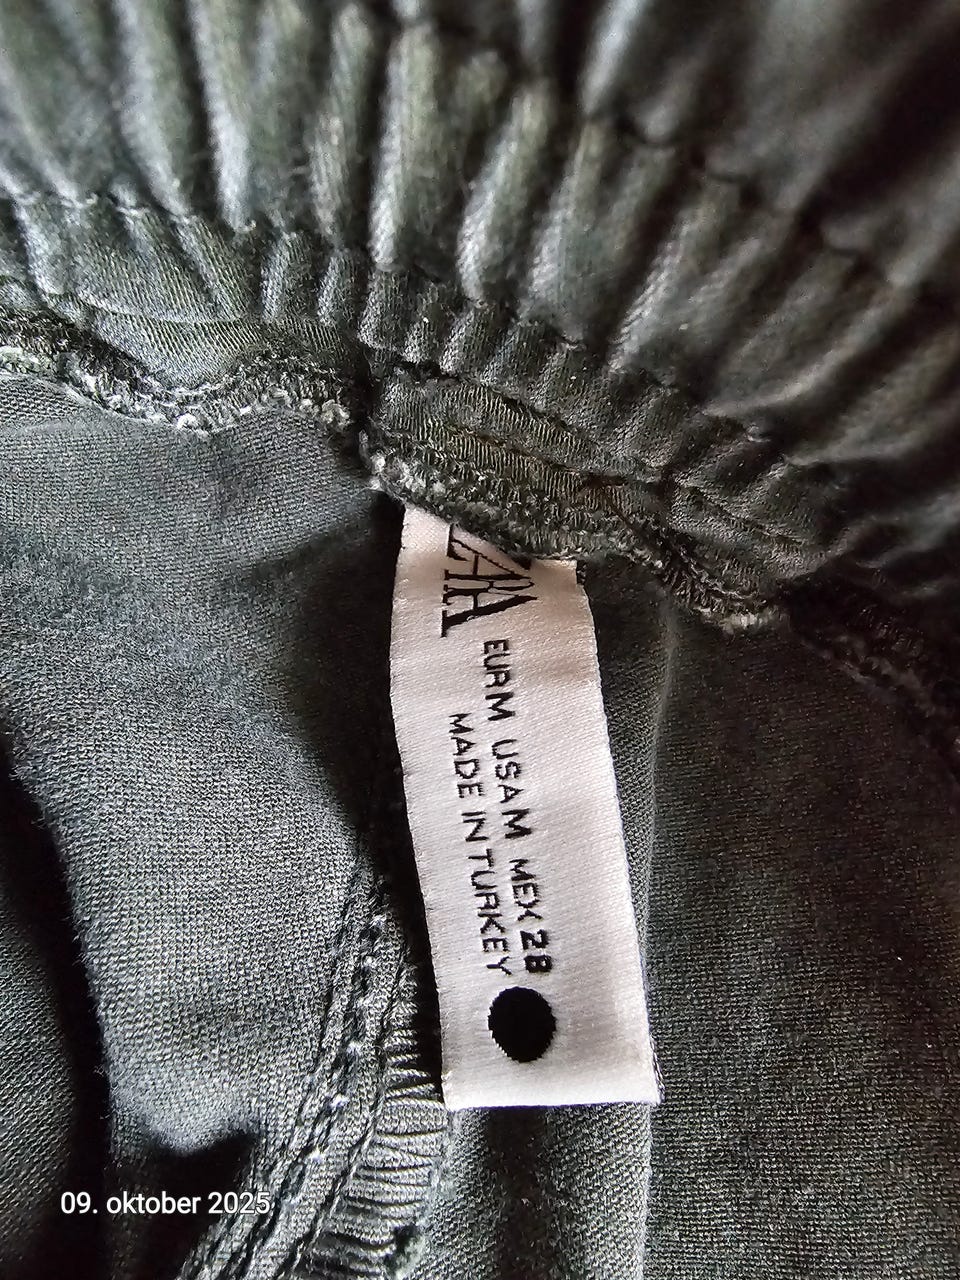 ZARA
EUR M USA M MEX 28
MADE IN TURKEY
09. oktober 2025